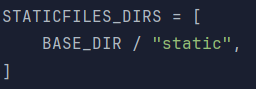 STATICFILES_DIRS = [
    BASE_DIR / "static",
]